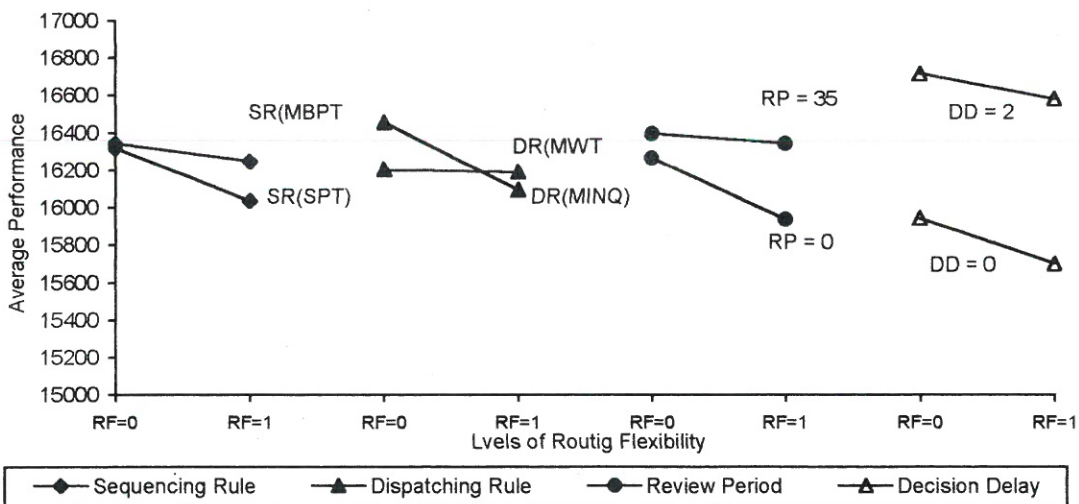 17000
16800
16600
16400
16200
16000
15800
15600
15400
15200
15000
Average Performance
SR(MBPT
SR(SPT)
DR(MWT
DR(MINQ)
RP = 35
RP = 0
DD = 2
DD = 0
RF=0 RF=1 RF=0 RF=1 RF=0 RF=1 RF=0 RF=1
Lvels of Routig Flexibility
Sequencing Rule Dispatching Rule Review Period Decision Delay